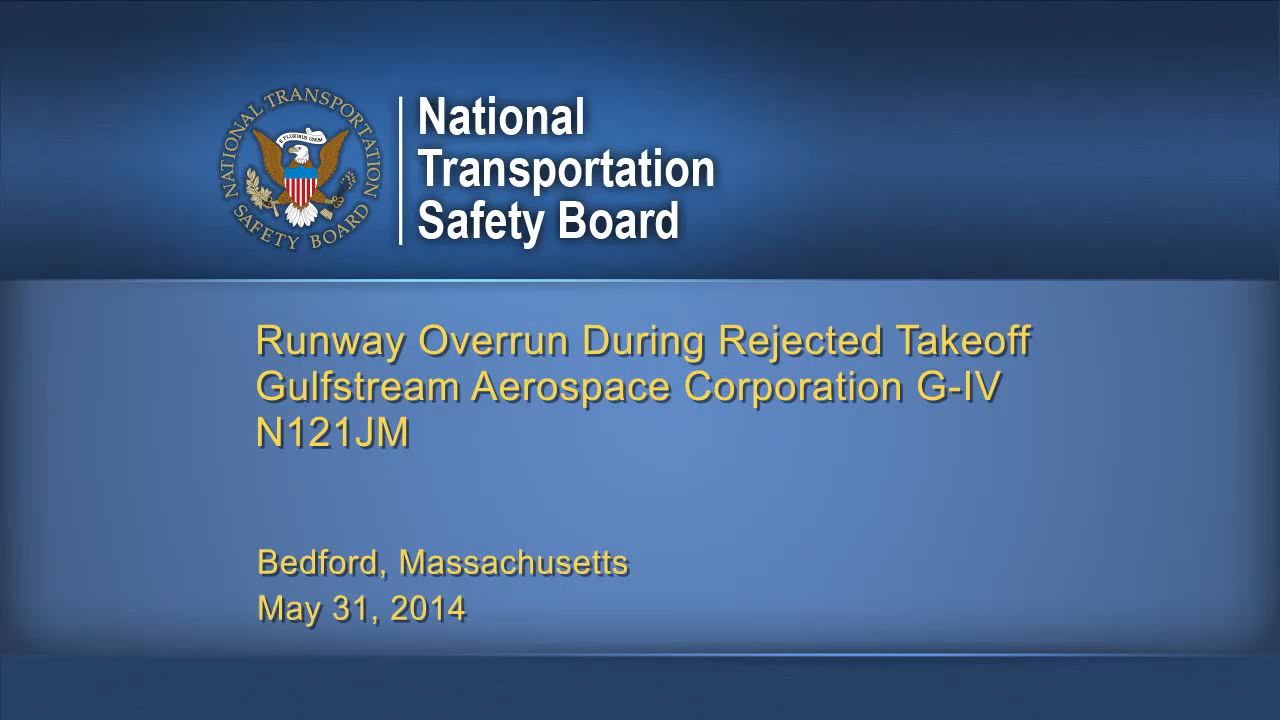 NATIONAL TRANSPORTATION SAFETY BOARD
E PLURIBUS UNUM
National
Transportation
Safety Board
Runway Overrun During Rejected Takeoff
Gulfstream Aerospace Corporation G-IV
N121JM
Bedford, Massachusetts
May 31, 2014